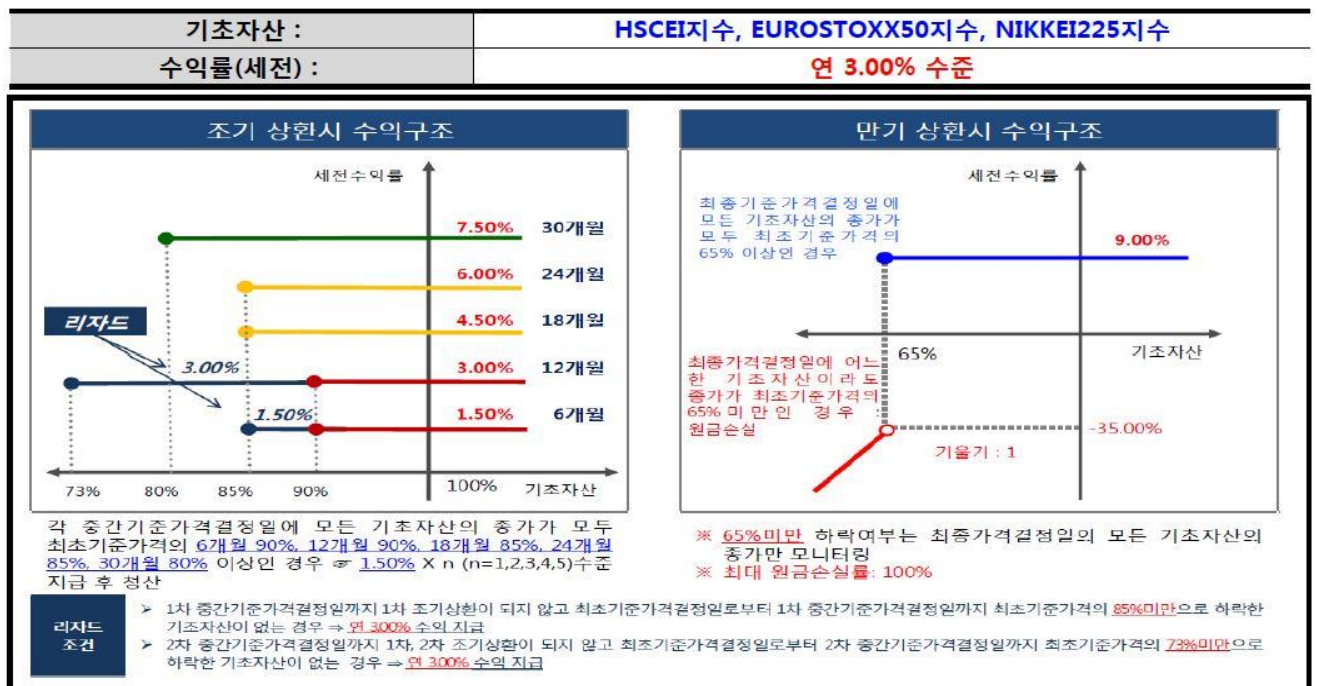 기초자산 : HSCEI지수, EUROSTOXX50지수, NIKKEI225지수
수익률(세전) : 연 3.00% 수준
조기 상환시 수익구조
세전수익률
7.50% 30개월
6.00% 24개월
리자드
4.50% 18개월
3.00% 3.00% 12개월
1.50% 1.50% 6개월
73% 80% 85% 90% 100% 기초자산
각 중간기준가격결정일에 모든 기초자산의 종가가 모두
최초기준가격의 6개월 90%, 12개월 90%, 18개월 85%, 24개월
85%, 30개월 80% 이상인 경우 ☞ 1.50% X n (n=1,2,3,4,5)수준
지급 후 청산
만기 상환시 수익구조
세전수익률
최종기준가격결정일에
모든 기초자산의 종가가
모두 최초기준가격의
65% 이상인 경우
9.00%
65%
기초자산
최종가격결정일에 어느
한 기초자산이라도
종가가 최초기준가격의
65%미만인 경우 :
원금손실
-35.00%
기울기 : 1
※ 65%미만 하락여부는 최종가격결정일의 모든 기초자산의
종가만 모니터링
※ 최대 원금손실률: 100%
리자드
조건
➢ 1차 중간기준가격결정일까지 1차 조기상환이 되지 않고 최초기준가격결정일로부터 1차 중간기준가격결정일까지 최초기준가격의 85%미만으로 하락한
기초자산이 없는 경우 ⇒ 연 3.00% 수익 지급
➢ 2차 중간기준가격결정일까지 1차, 2차 조기상환이 되지 않고 최초기준가격결정일로부터 2차 중간기준가격결정일까지 최초기준가격의 73%미만으로
하락한 기초자산이 없는 경우 ⇒ 연 3.00% 수익 지급